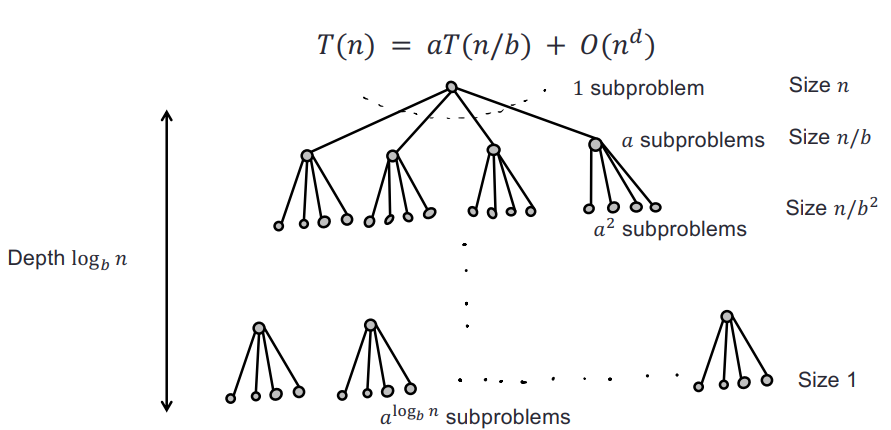 T(n) = aT(n/b) + O(n^d)
1 subproblem Size n
a subproblems Size n/b
Size n/b^2
a^2 subproblems
Depth log_b n
Size 1
a^{log_b n} subproblems